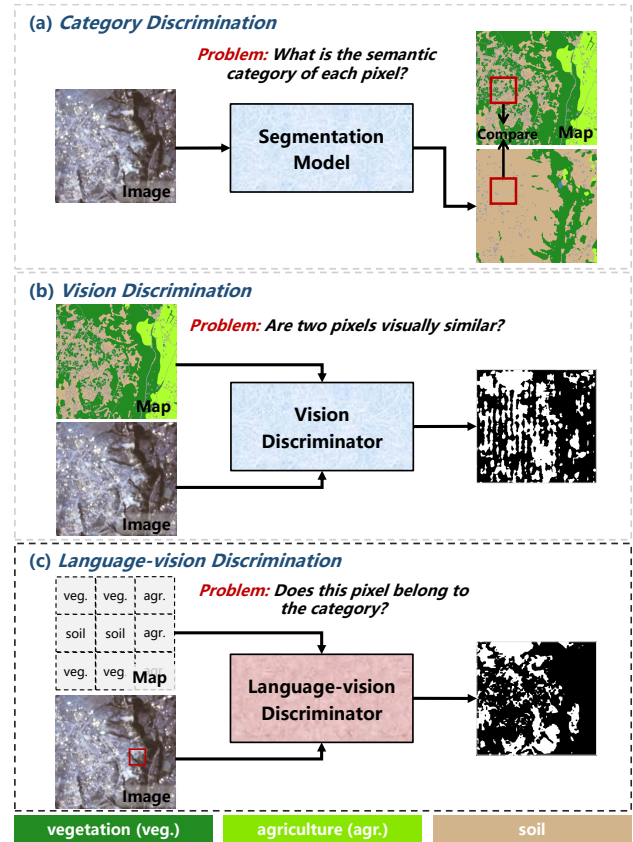 (a) Category Discrimination
Problem: What is the semantic
category of each pixel?
Image
Segmentation
Model
Compare
Map
(b) Vision Discrimination
Problem: Are two pixels visually similar?
Map
Vision
Discriminator
Image
(c) Language-vision Discrimination
Problem: Does this pixel belong to
the category?
veg. veg. agr.
soil soil agr.
veg. veg
Map
Language-vision
Discriminator
Image
vegetation (veg.) agriculture (agr.) soil